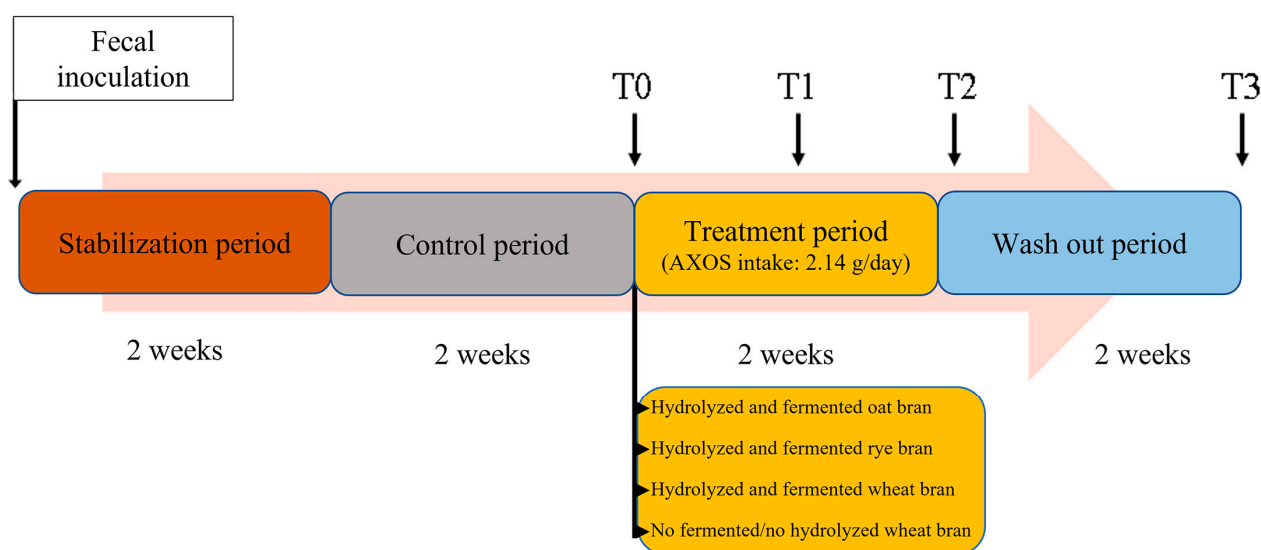 Fecal
inoculation
T0
T1
T2
T3
Stabilization period
Control period
Treatment period
(AXOS intake: 2.14 g/day)
Wash out period
2 weeks
2 weeks
2 weeks
2 weeks
Hydrolyzed and fermented oat bran
Hydrolyzed and fermented rye bran
Hydrolyzed and fermented wheat bran
No fermented/no hydrolyzed wheat bran